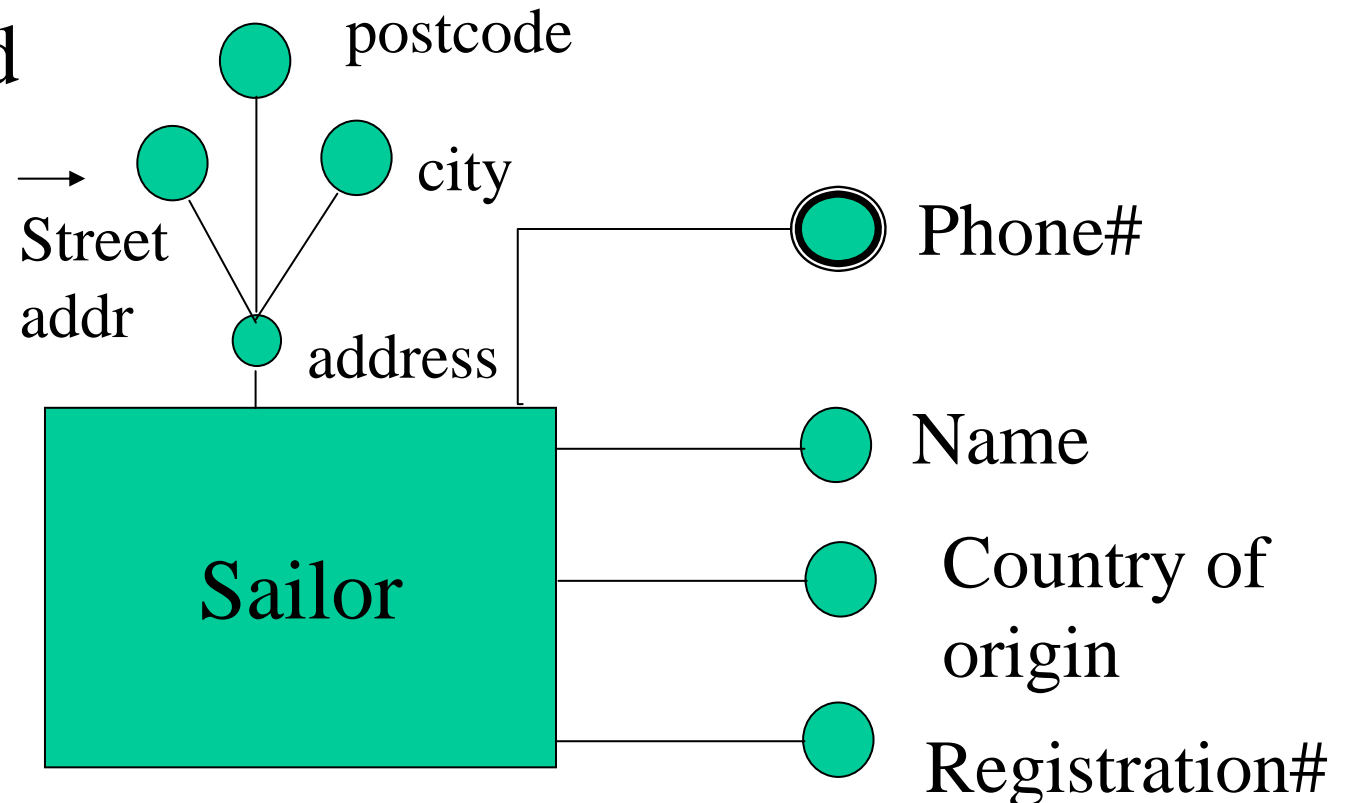 postcode
city
Street
addr
address
Phone#
Name
Sailor
Country of
origin
Registration#